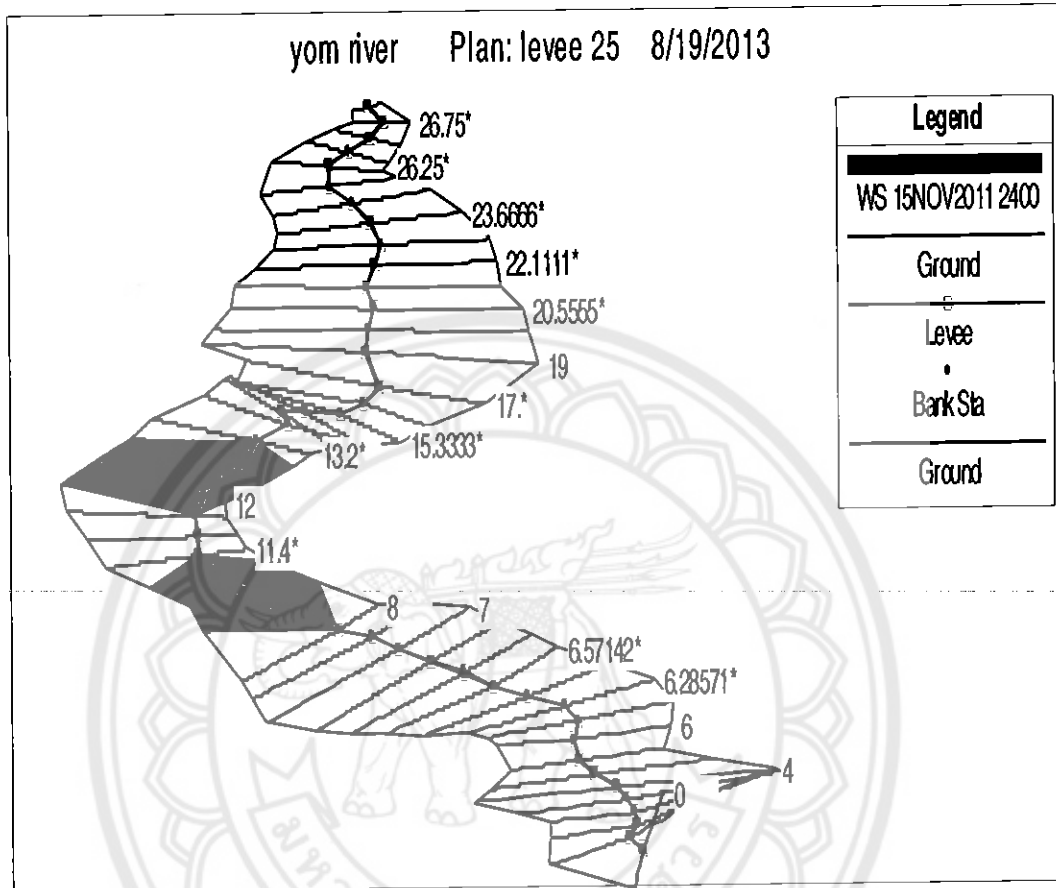 yom river Plan: levee 25 8/19/2013
Legend
WS 15NOV2011 2400
Ground
Levee
Bank Sta
Ground
26.75*
26.25*
23.6666*
22.1111*
20.5555*
19
17.*
15.3333*
13.2*
12
11.4*
8
7
6.57142*
6.28571*
6
4
0